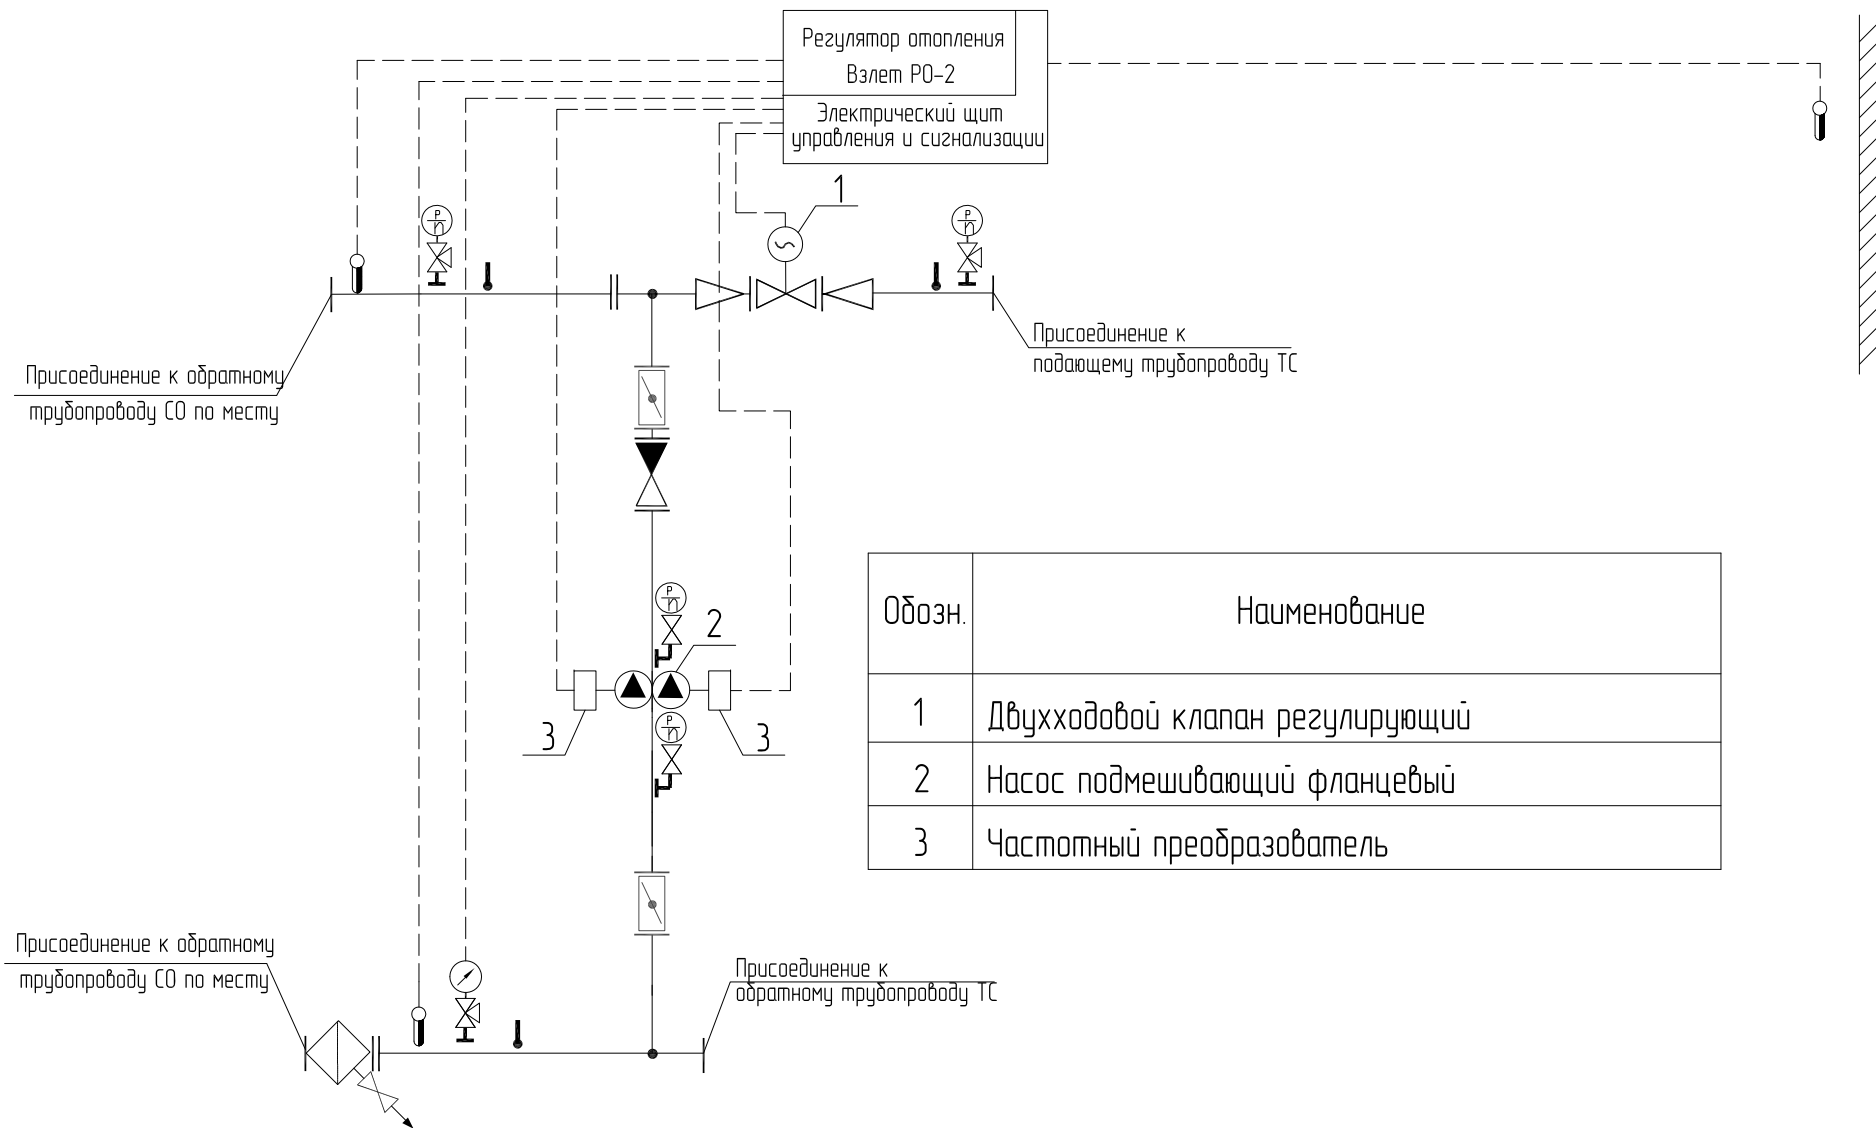 Регулятор отопления
Взлет РО-2
Электрический щит
управления и сигнализации
1
P
n
P
n
Присоединение к
подающему трубопроводу ТС
Присоединение к обратному
трубопроводу СО по месту
P
n
2
3
P
n
3
Обозн.
Наименование
1
Двухходовой клапан регулирующий
2
Насос подмешивающий фланцевый
3
Частотный преобразователь
Присоединение к обратному
трубопроводу СО по месту
Присоединение к
обратному трубопроводу ТС